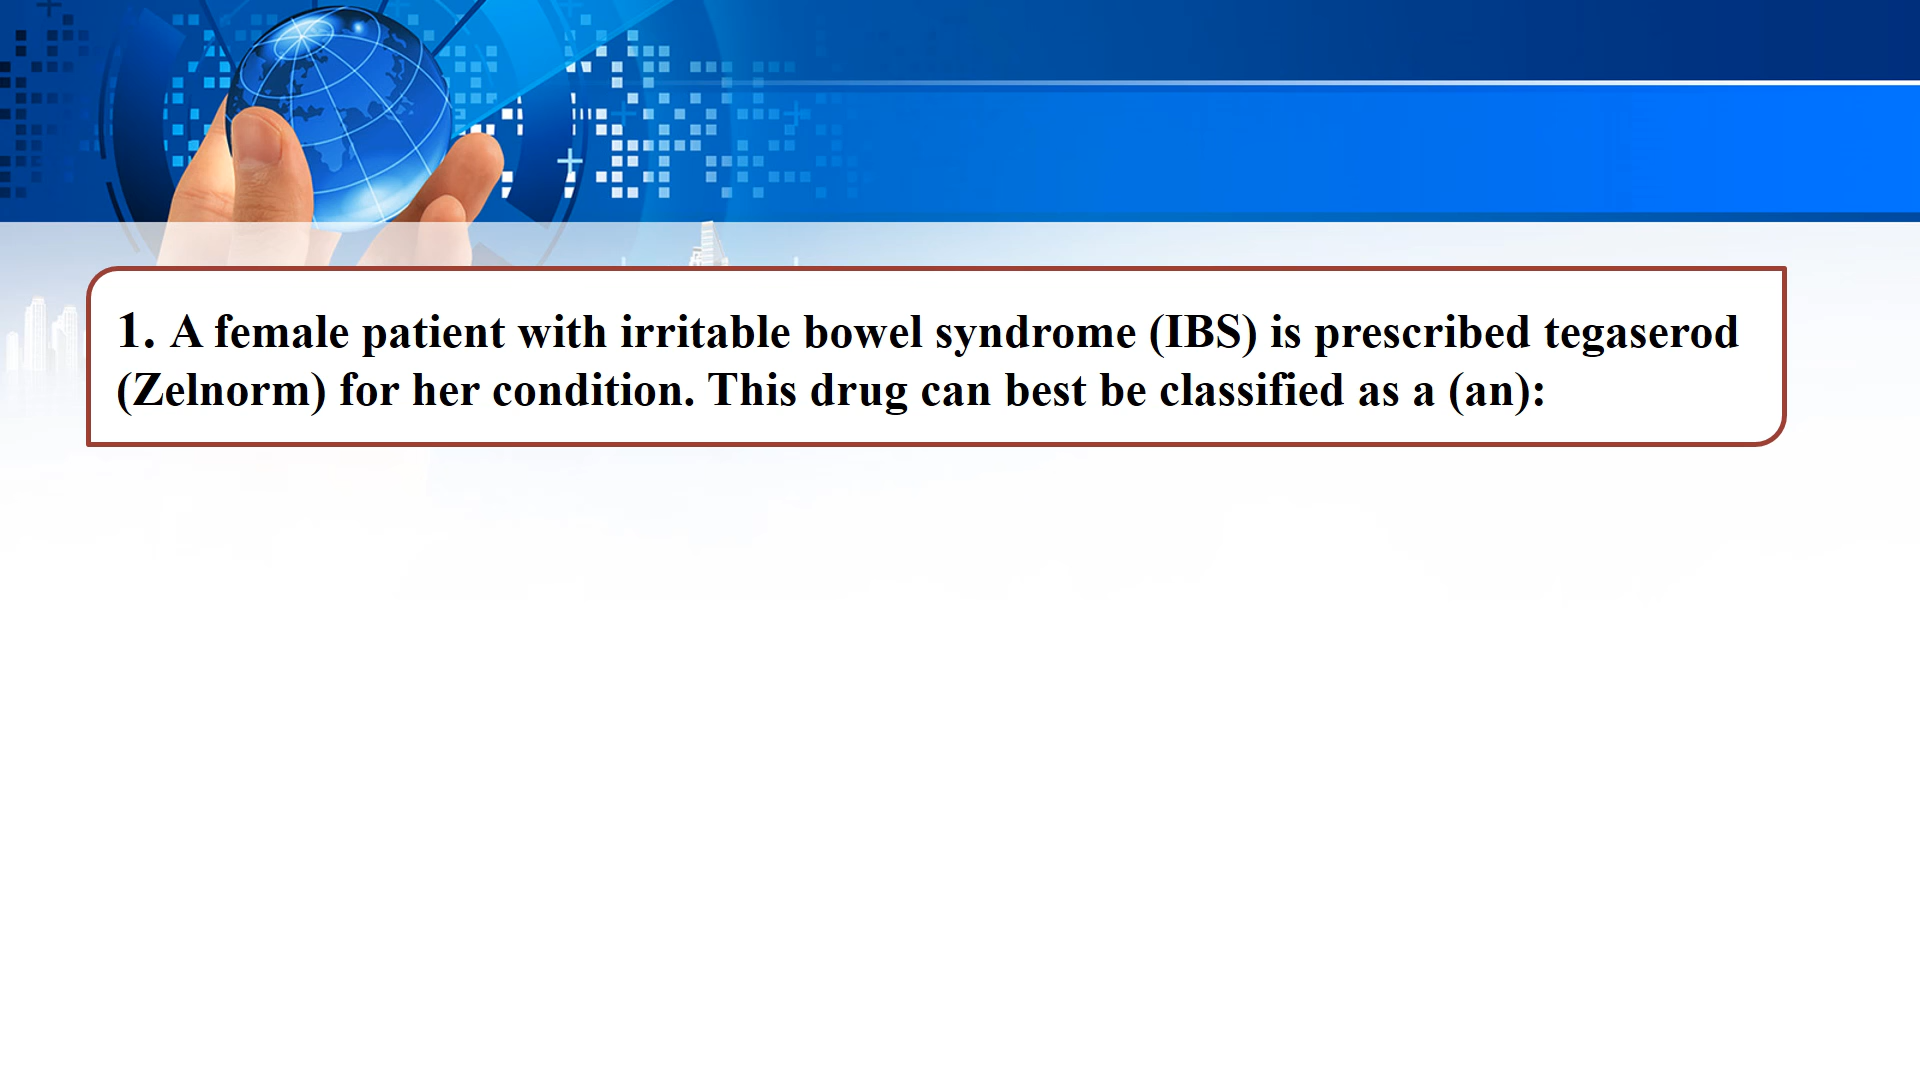 1. A female patient with irritable bowel syndrome (IBS) is prescribed tegaserod
(Zelnorm) for her condition. This drug can best be classified as a (an):